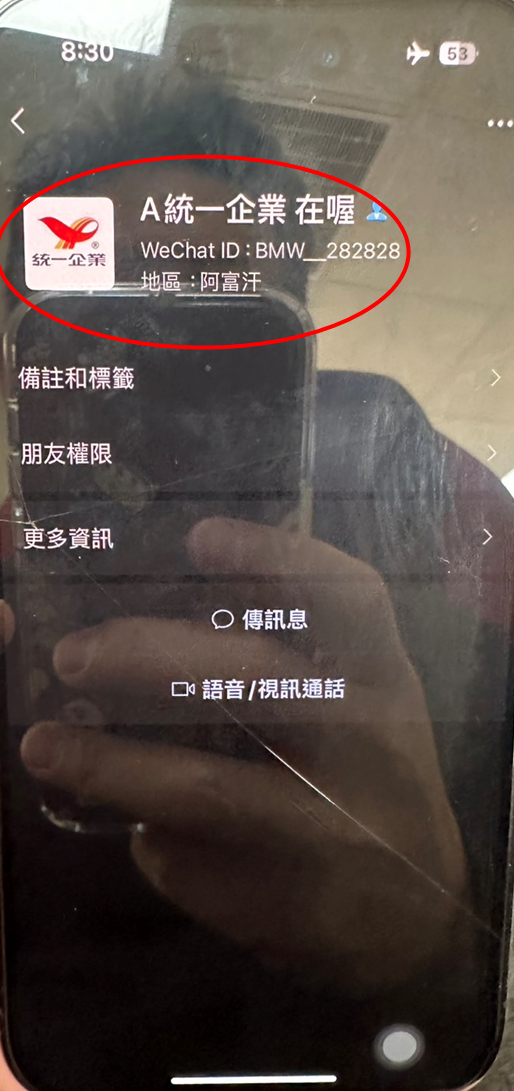 8:30
53
A統一企業 在喔
統一企業®
WeChat ID : BMW__282828
地區 : 阿富汗
備註和標籤
朋友權限
更多資訊
傳訊息
語音/視訊通話